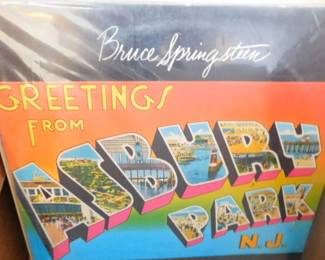 Bruce Springsteen
GREETINGS
FROM
ASBURY
PARK
N.J.